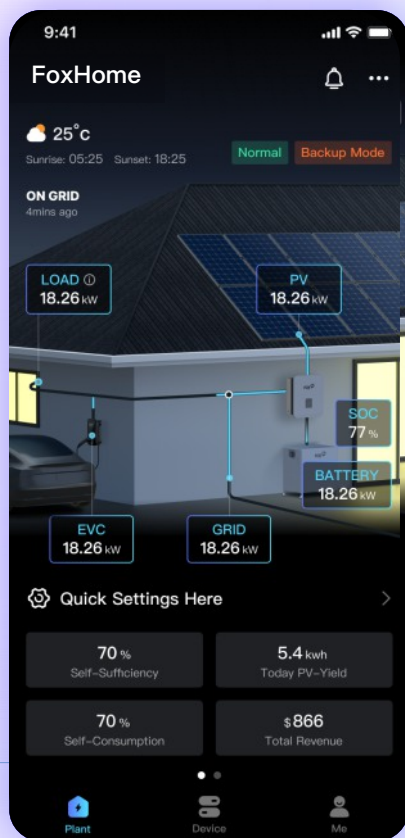 9:41
FoxHome
25°c
Sunrise: 05:25 Sunset: 18:25
Normal Backup Mode
ON GRID
4mins ago
LOAD
18.26 kW
PV
18.26 kW
SOC
77 %
BATTERY
18.26 kW
EVC
18.26 kW
GRID
18.26 kW
Quick Settings Here
70 %
Self-Sufficiency
5.4 kwh
Today PV-Yield
70 %
Self-Consumption
$ 866
Total Revenue
Plant
Device
Me